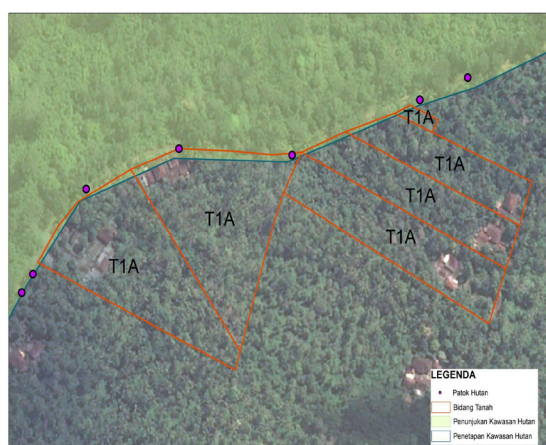 T1A
T1A
T1A
T1A
T1A
T1A
LEGENDA
Patok Hutan
Bidang Tanah
Penunjukan Kawasan Hutan
Penetapan Kawasan Hutan